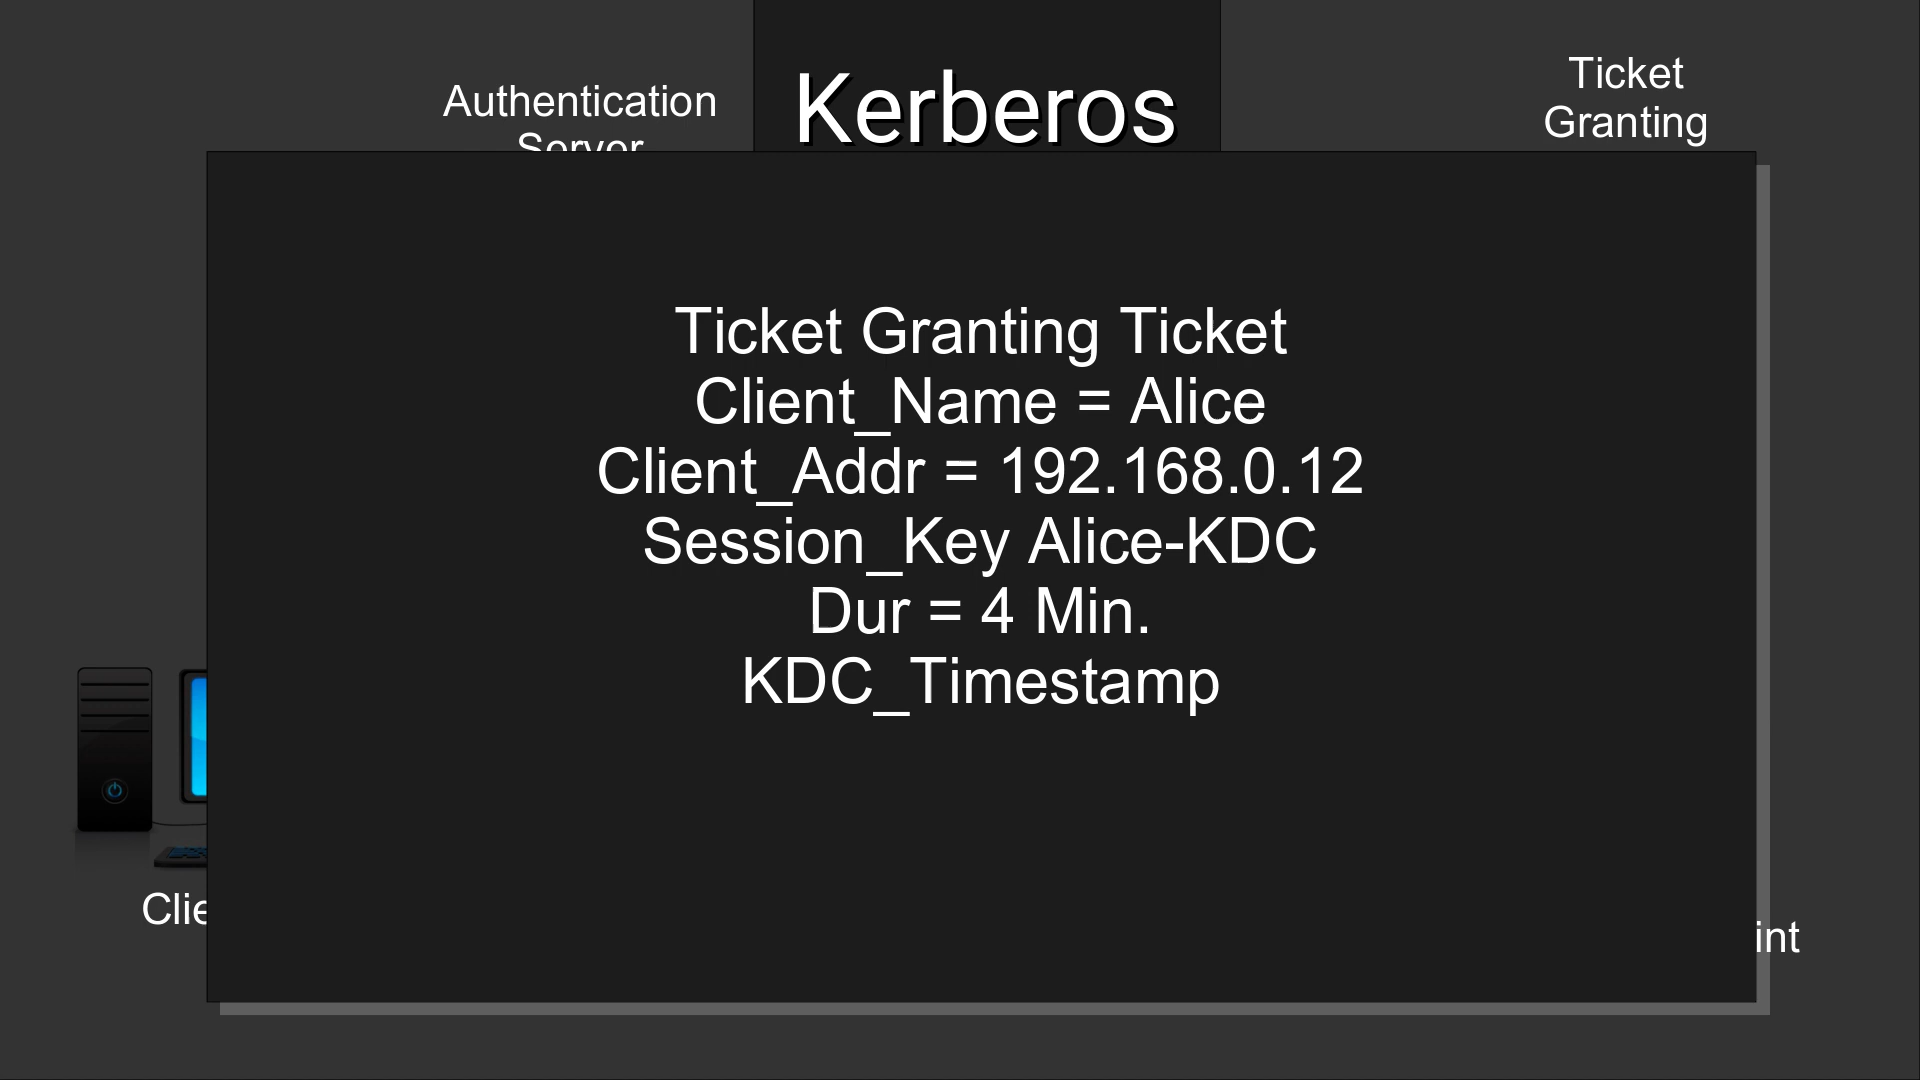 Authentication
Server
Kerberos
Ticket
Granting
Ticket Granting Ticket
Client_Name = Alice
Client_Addr = 192.168.0.12
Session_Key Alice-KDC
Dur = 4 Min.
KDC_Timestamp